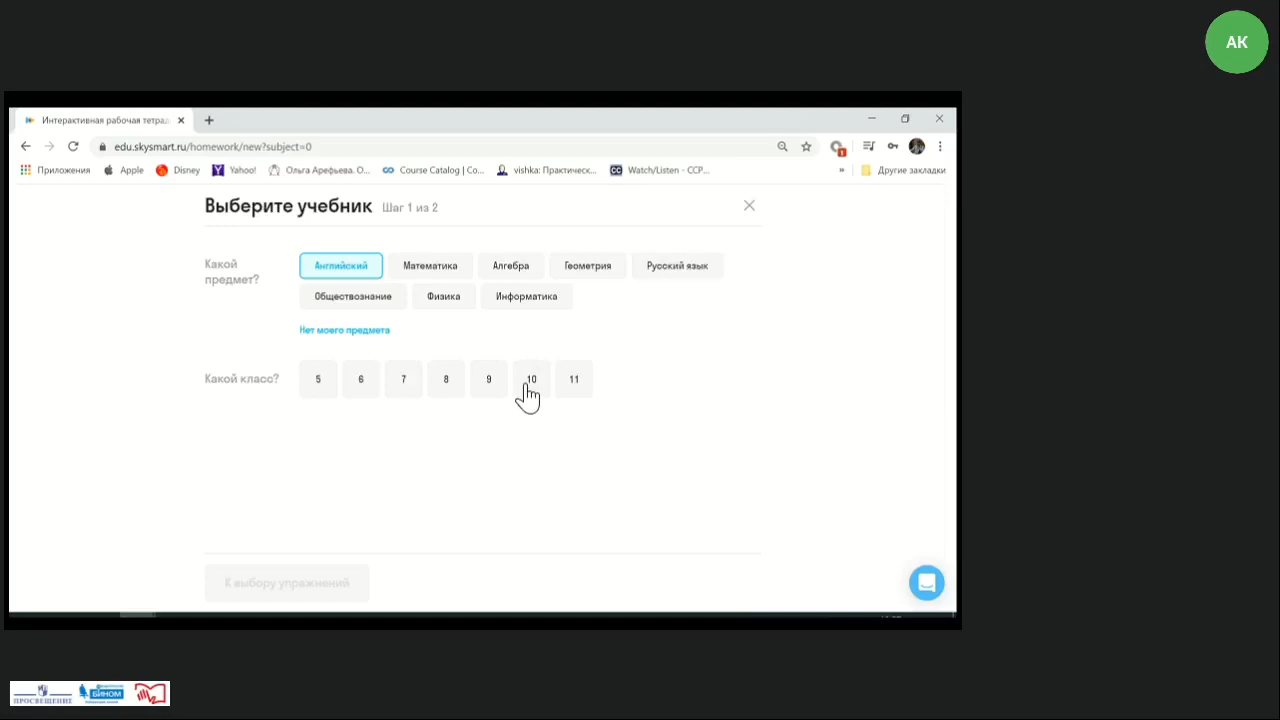 АК
Интерактивная рабочая тетрад
edu.skysmart.ru/homework/new?subject=0
1
Приложения Apple Disney Yahoo! Ольга Арефьева. О... Course Catalog | Co... vishka: Практическ... Watch/Listen - ССР... » Другие закладки
Выберите учебник Шаг 1 из 2
Какой предмет?
Английский Математика Алгебра Геометрия Русский язык
Обществознание Физика Информатика
Нет моего предмета
Какой класс? 5 6 7 8 9 10 11
К выбору упражнений
ПРОСВЕЩЕНИЕ БИНОМ